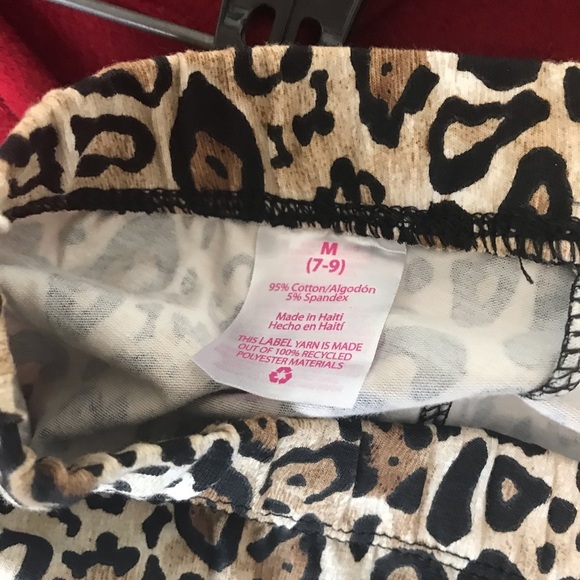 M
(7-9)
95% Cotton/Algodón
5% Spandex
Made in Haiti
Hecho en Haití
THIS LABEL YARN IS MADE
OUT OF 100% RECYCLED
POLYESTER MATERIALS